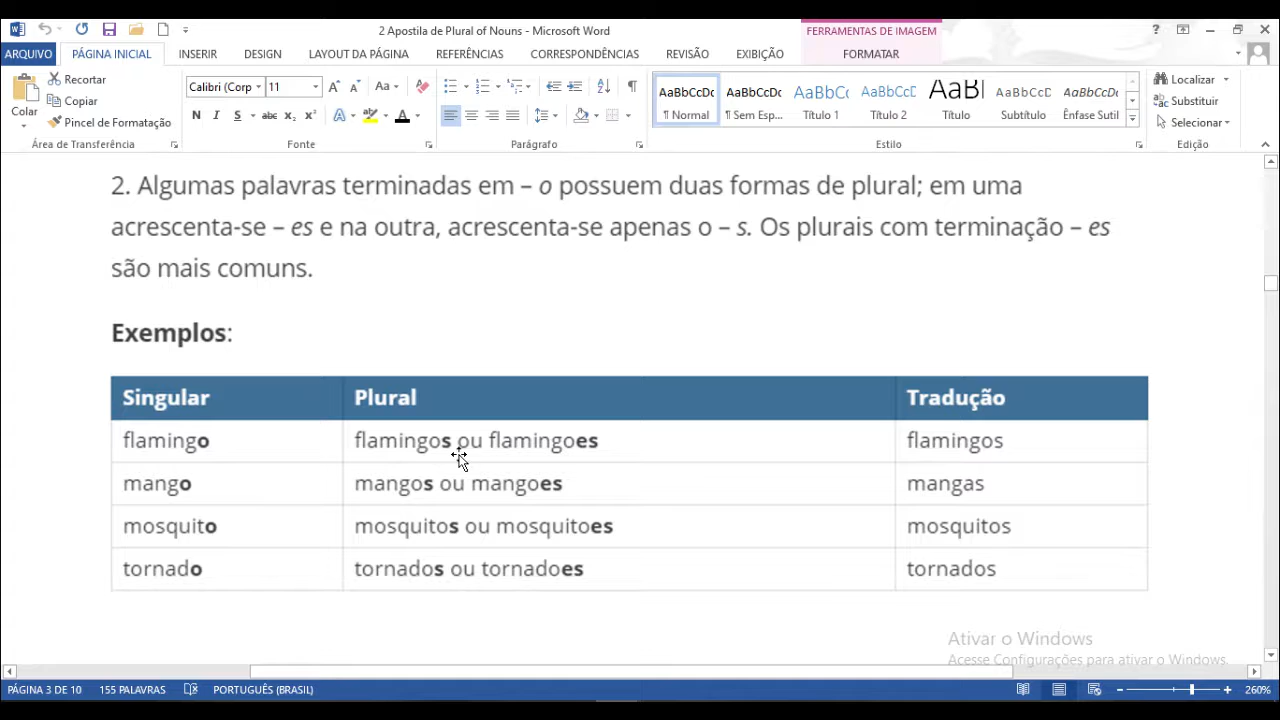 2 Apostila de Plural of Nouns - Microsoft Word
FERRAMENTAS DE IMAGEM
ARQUIVO PÁGINA INICIAL INSERIR DESIGN LAYOUT DA PÁGINA REFERÊNCIAS CORRESPONDÊNCIAS REVISÃO EXIBIÇÃO FORMATAR
Colar
Recortar
Copiar
Pincel de Formatação
Área de Transferência
Calibri (Corp 11
N I S abc x₂ x²
Fonte
Parágrafo
AaBbCcDc AaBbCcDc AaBbCc AaBbCcD AaBl AaBbCcD AaBbCcDc
¶ Normal ¶ Sem Esp... Título 1 Título 2 Título Subtítulo Ênfase Sutil
Estilo
Localizar
Substituir
Selecionar
Edição
2. Algumas palavras terminadas em – o possuem duas formas de plural; em uma
acrescenta-se – es e na outra, acrescenta-se apenas o – s. Os plurais com terminação – es
são mais comuns.
Exemplos:
Singular Plural Tradução
flamingo flamingos ou flamingoes flamingos
mango mangos ou mangoes mangas
mosquito mosquitos ou mosquitoes mosquitos
tornado tornados ou tornadoes tornados
Ativar o Windows
Acesse Configurações para ativar o Windows.
PÁGINA 3 DE 10 155 PALAVRAS PORTUGUÊS (BRASIL) 260%